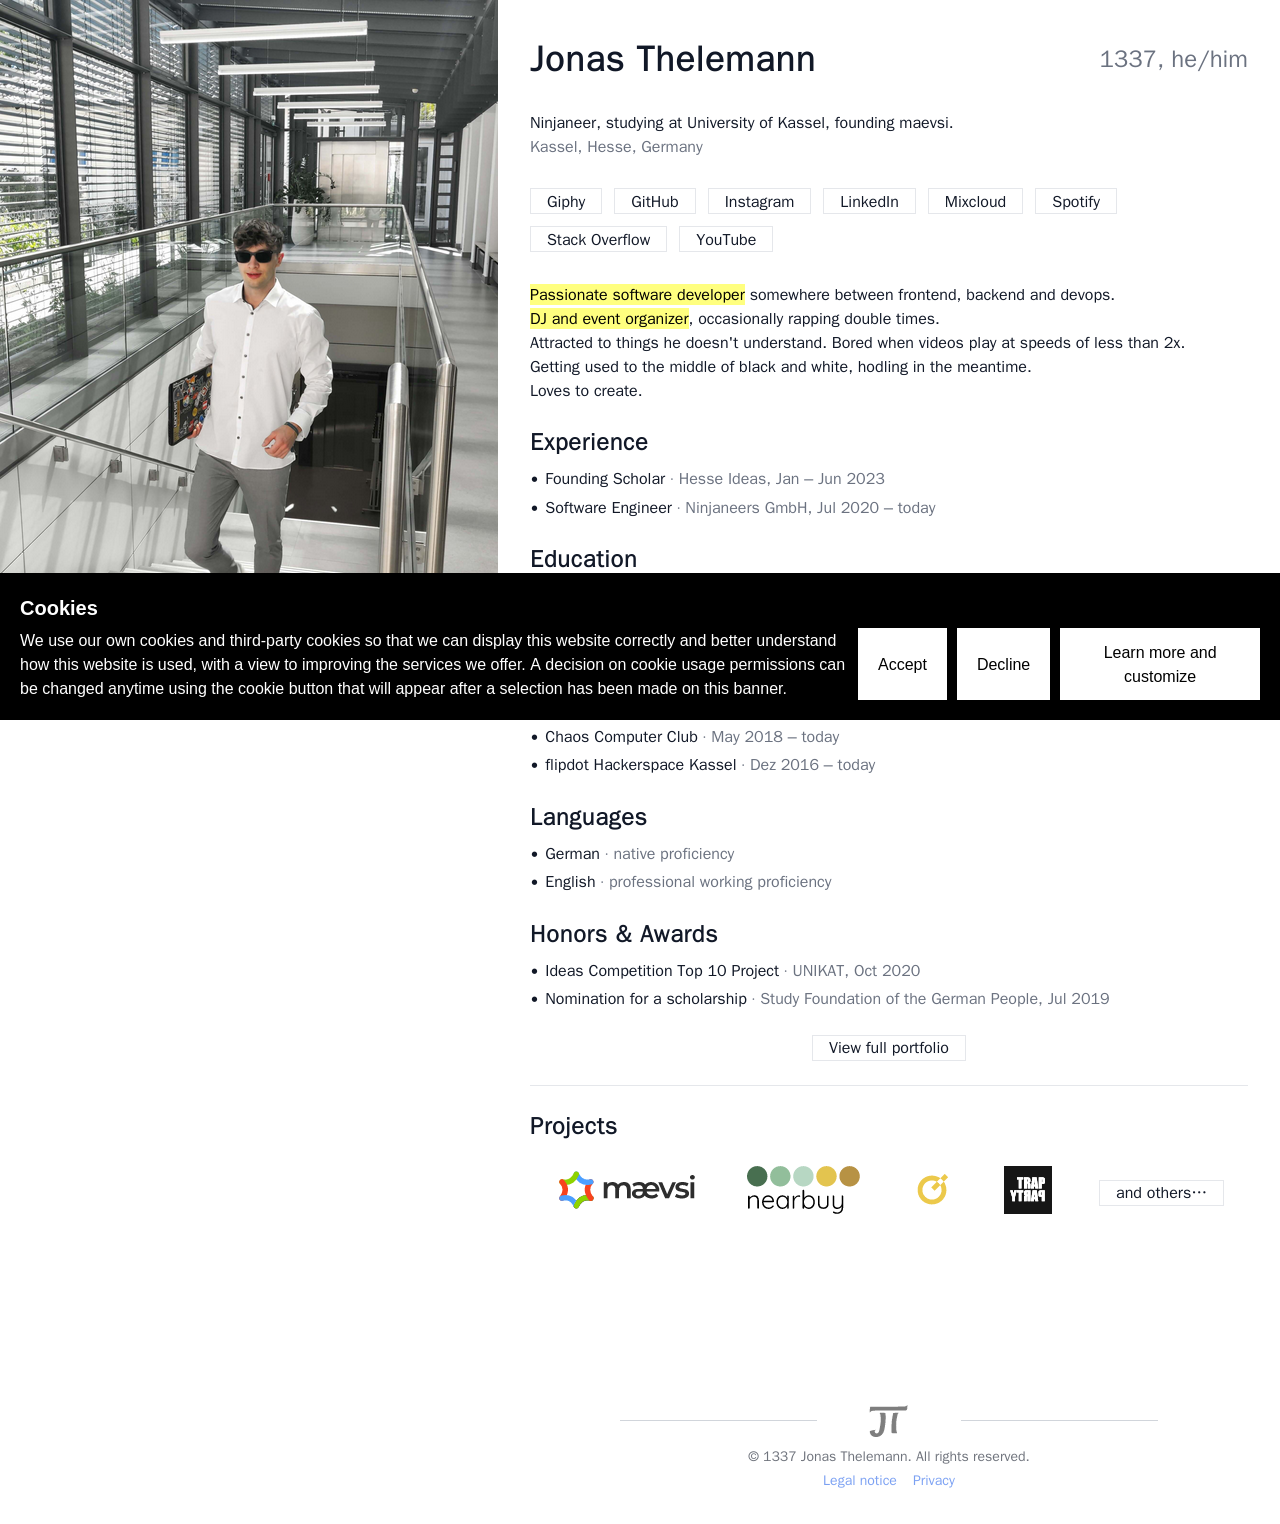 Jonas Thelemann
1337, he/him
Ninjaneer, studying at University of Kassel, founding maevsi.
Kassel, Hesse, Germany
Giphy
GitHub
Instagram
LinkedIn
Mixcloud
Spotify
Stack Overflow
YouTube
Passionate software developer somewhere between frontend, backend and devops.
DJ and event organizer, occasionally rapping double times.
Attracted to things he doesn't understand. Bored when videos play at speeds of less than 2x.
Getting used to the middle of black and white, hodling in the meantime.
Loves to create.
Experience
• Founding Scholar · Hesse Ideas, Jan – Jun 2023
• Software Engineer · Ninjaneers GmbH, Jul 2020 – today
Education
Cookies
We use our own cookies and third-party cookies so that we can display this website correctly and better understand
how this website is used, with a view to improving the services we offer. A decision on cookie usage permissions can
be changed anytime using the cookie button that will appear after a selection has been made on this banner.
Accept
Decline
Learn more and
customize
• Chaos Computer Club · May 2018 – today
• flipdot Hackerspace Kassel · Dez 2016 – today
Languages
• German · native proficiency
• English · professional working proficiency
Honors & Awards
• Ideas Competition Top 10 Project · UNIKAT, Oct 2020
• Nomination for a scholarship · Study Foundation of the German People, Jul 2019
View full portfolio
Projects
mævsi
nearbuy
TRAP
PARTY
and others⋯
JT
© 1337 Jonas Thelemann. All rights reserved.
Legal notice
Privacy